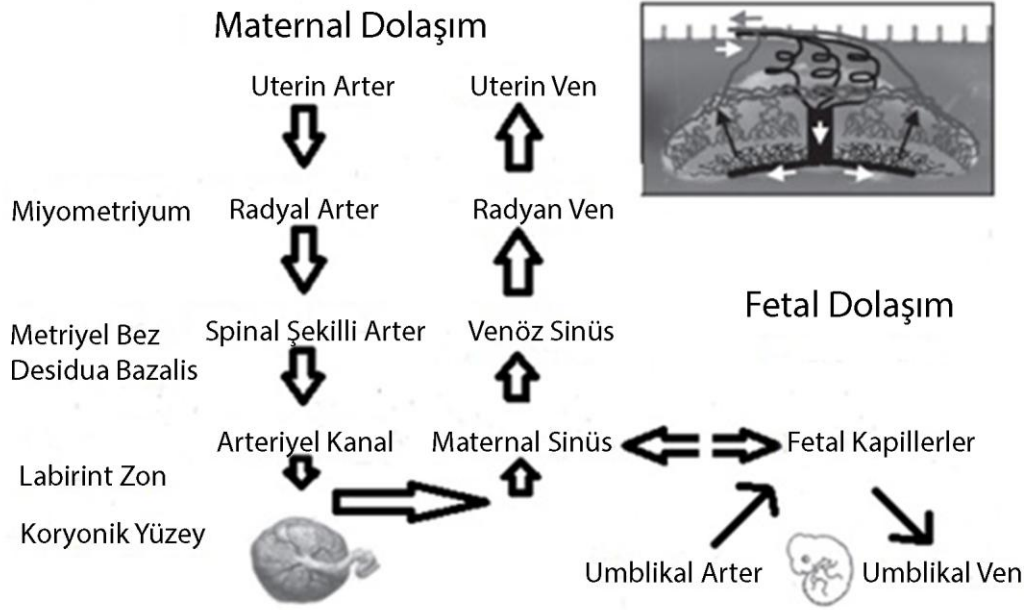 Maternal Dolaşım
Uterin Arter
Uterin Ven
Miyometriyum
Radyal Arter
Radyan Ven
Fetal Dolaşım
Metriyel Bez
Desidua Bazalis
Spinal Şekilli Arter
Venöz Sinüs
Arteriyel Kanal
Maternal Sinüs
Fetal Kapillerler
Labirint Zon
Koryonik Yüzey
Umblikal Arter
Umblikal Ven